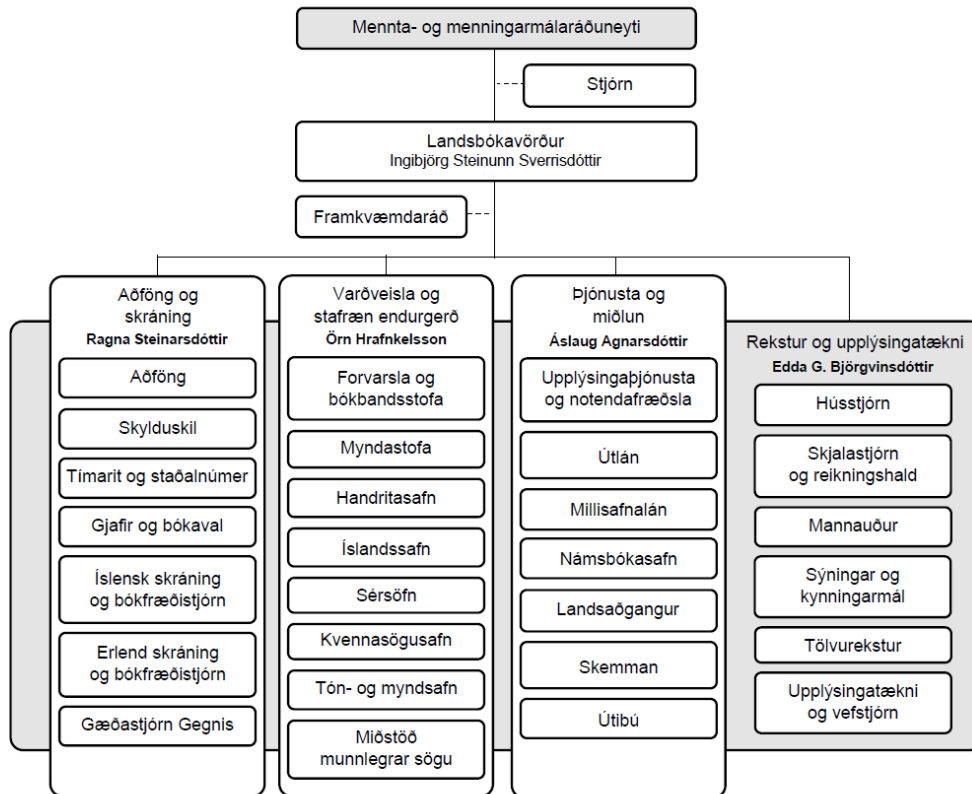 Mennta- og menningarmálaráðuneyti
Stjórn
Landsbókavörður
Ingibjörg Steinunn Sverrisdóttir
Framkvæmdaráð
Aðföng og
skráning
Ragna Steinarsdóttir
Aðföng
Skylduskil
Tímarit og staðalnúmer
Gjafir og bókaval
Íslensk skráning
og bókfræðistjórn
Erlend skráning
og bókfræðistjórn
Gæðastjórn Gegnis
Varðveisla og
stafræn endurgerð
Örn Hrafnkelsson
Forvarsla og
bókbandsstofa
Myndastofa
Handritasafn
Íslandssafn
Sérsöfn
Kvennasögusafn
Tón- og myndsafn
Miðstöð
munnlegrar sögu
Þjónusta og
miðlun
Áslaug Agnarsdóttir
Upplýsingaþjónusta
og notendafræðsla
Útlán
Millisafnalán
Námsbókasafn
Landsaðgangur
Skemman
Útibú
Rekstur og upplýsingatækni
Edda G. Björgvinsdóttir
Hússtjórn
Skjalastjórn
og reikningshald
Mannauður
Sýningar og
kynningarmál
Tölvurekstur
Upplýsingatækni
og vefstjórn